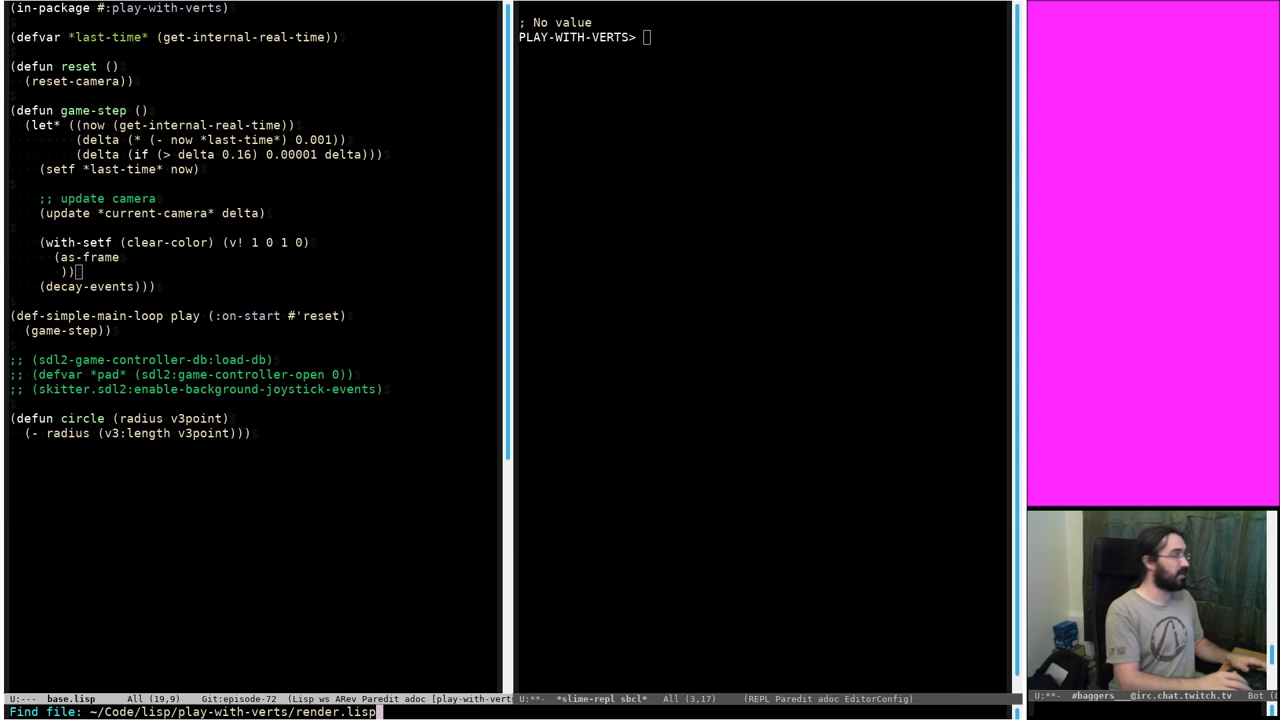 (in-package #:play-with-verts)
(defvar *last-time* (get-internal-real-time))
(defun reset ()
(reset-camera))
(defun game-step ()
(let* ((now (get-internal-real-time))
(delta (* (- now *last-time*) 0.001))
(delta (if (> delta 0.16) 0.00001 delta)))
(setf *last-time* now)
;; update camera
(update *current-camera* delta)
(with-setf (clear-color) (v! 1 0 1 0)
(as-frame
))
(decay-events)))
(def-simple-main-loop play (:on-start #'reset)
(game-step))
;; (sdl2-game-controller-db:load-db)
;; (defvar *pad* (sdl2:game-controller-open 0))
;; (skitter.sdl2:enable-background-joystick-events)
(defun circle (radius v3point)
(- radius (v3:length v3point)))
U:--- base.lisp All (19,9) Git:episode-72 (Lisp ws ARev Paredit adoc [play-with-vert
Find file: ~/Code/lisp/play-with-verts/render.lisp
; No value
PLAY-WITH-VERTS>
U:**- *slime-repl sbcl* All (3,17) (REPL Paredit adoc EditorConfig)
U:**- #baggers __@irc.chat.twitch.tv Bot (